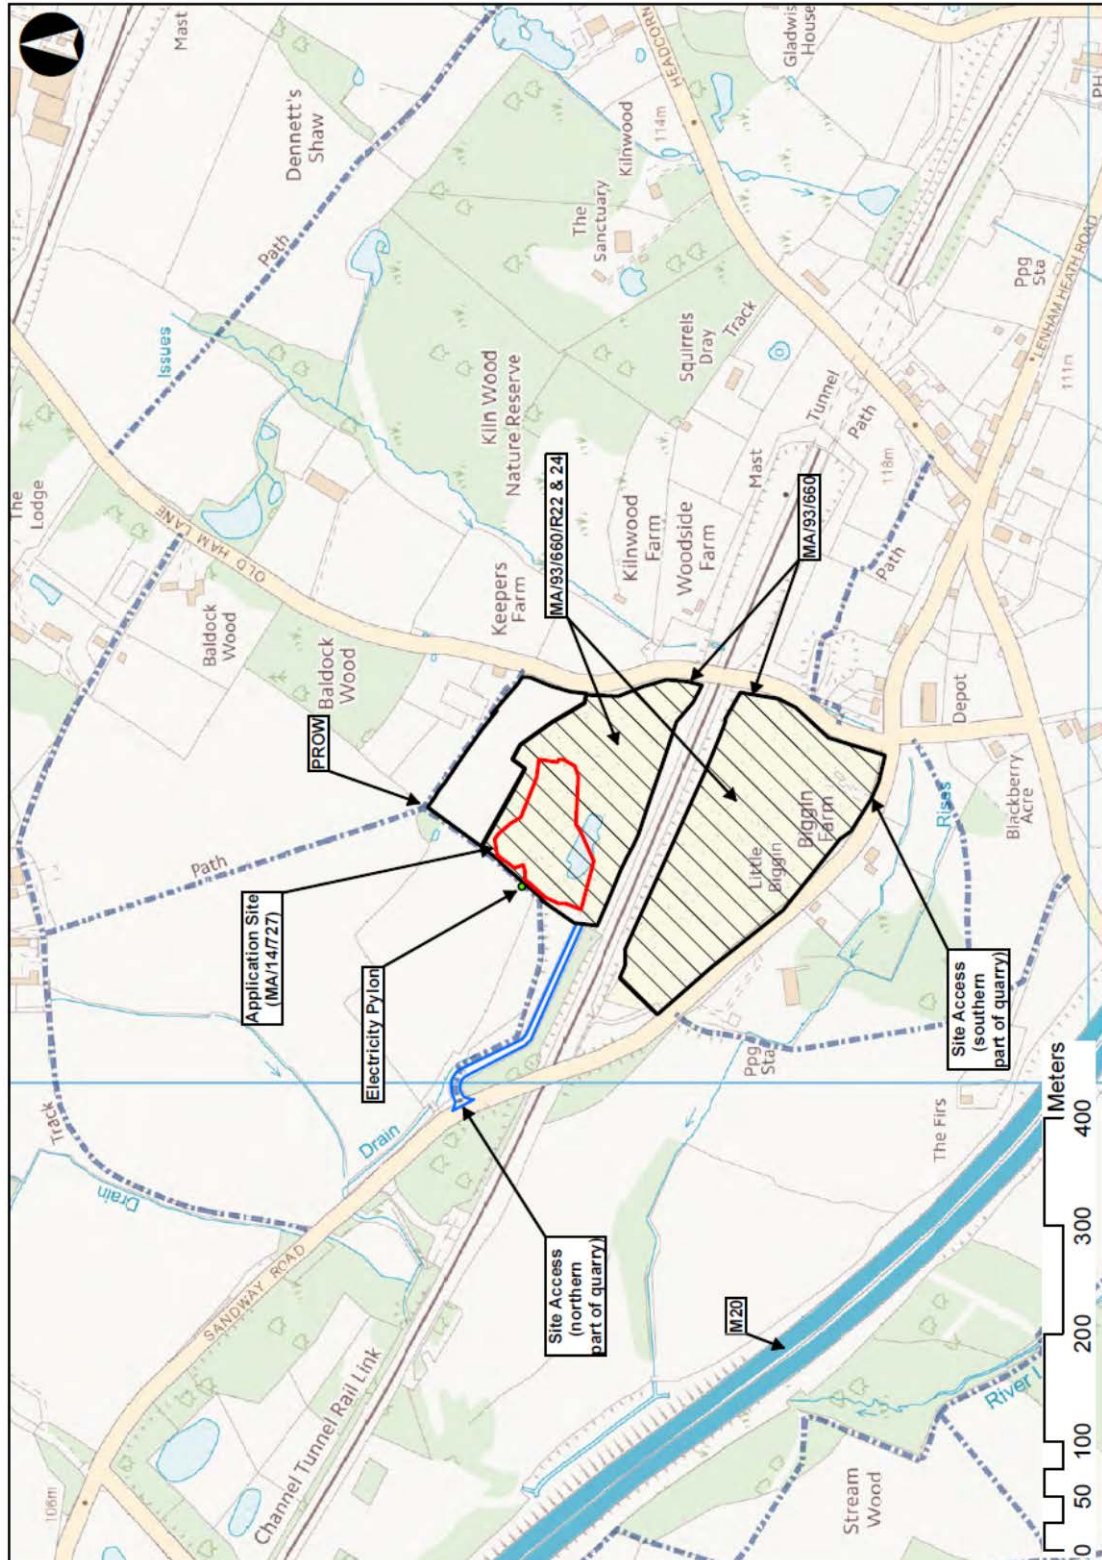 Mast
Dennett's
Shaw
Path
Issues
The
Lodge
OLD HAM LANE
Baldock
Wood
Baldock
Wood
Keepers
Farm
Kiln Wood
Nature Reserve
The
Sanctuary
Kilnwood
114m
HEADCORN
Gladwis
House
Squirrels
Dray
Track
Kilnwood
Farm
Woodside
Farm
Mast
Tunnel
Path
118m
Path
Ppg
Sta
LENHAM HEATH ROAD
111m
PH
PROW
Path
Track
Drain
Drain
Application Site
(MA/14/727)
Electricity Pylon
MA/93/660/R22 & 24
MA/93/660
Little
Biggin
Biggin
Farm
Depot
Blackberry
Acre
Rises
Site Access
(southern
part of quarry)
Ppg
Sta
The Firs
SANDWAY ROAD
Site Access
(northern
part of quarry)
Channel Tunnel Rail Link
M20
Stream
Wood
0 50 100 200 300 400
Meters